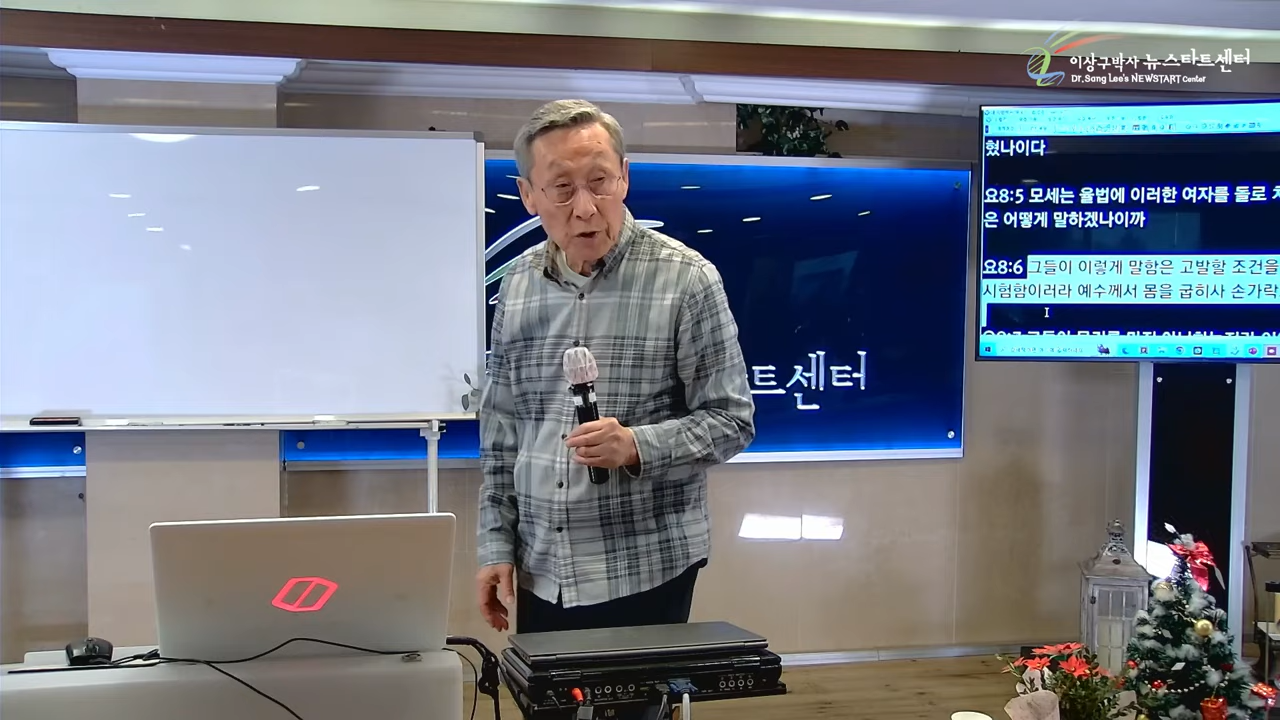 이상구박사 뉴스타트센터
Dr. Sang Lee's NEWSTART Center
혔나이다
요8:5 모세는 율법에 이러한 여자를 돌로
은 어떻게 말하겠나이까
요8:6 그들이 이렇게 말함은 고발할 조건을
시험함이러라 예수께서 몸을 굽히사 손가락
트센터